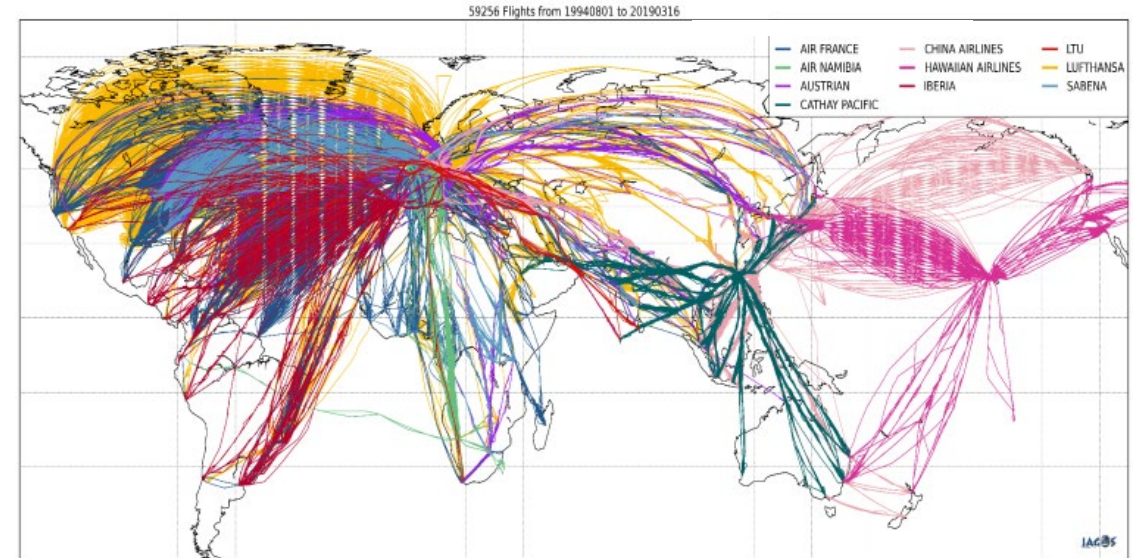 59256 Flights from 19940801 to 20190316
AIR FRANCE CHINA AIRLINES LTU
AIR NAMIBIA HAWAIIAN AIRLINES LUFTHANSA
AUSTRIAN IBERIA SABENA
CATHAY PACIFIC
IAGOS